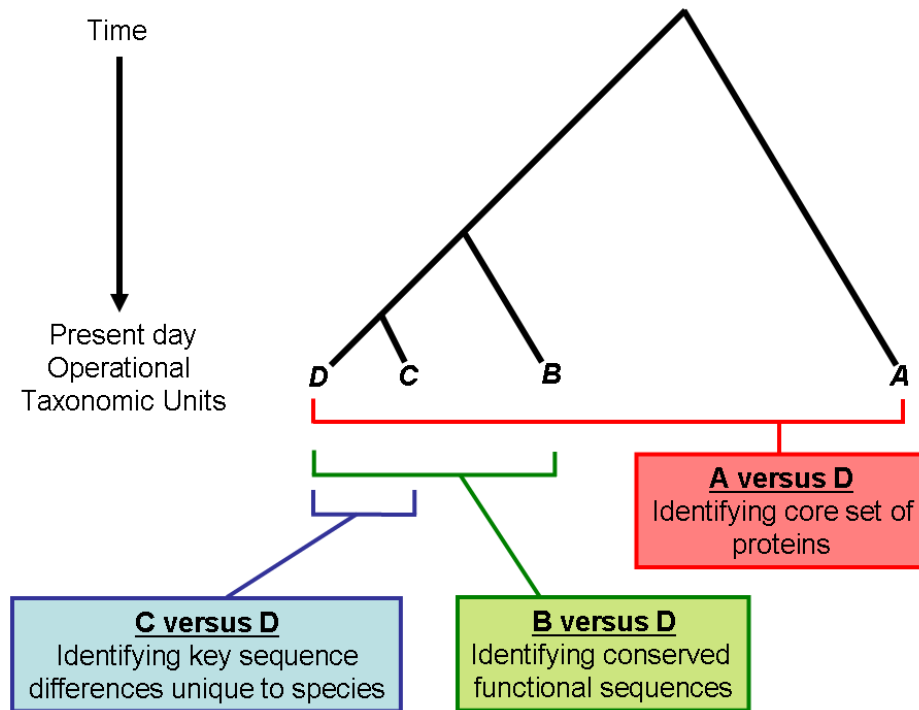 Time
Present day
Operational
Taxonomic Units
D
C
B
A
A versus D
Identifying core set of
proteins
C versus D
Identifying key sequence
differences unique to species
B versus D
Identifying conserved
functional sequences